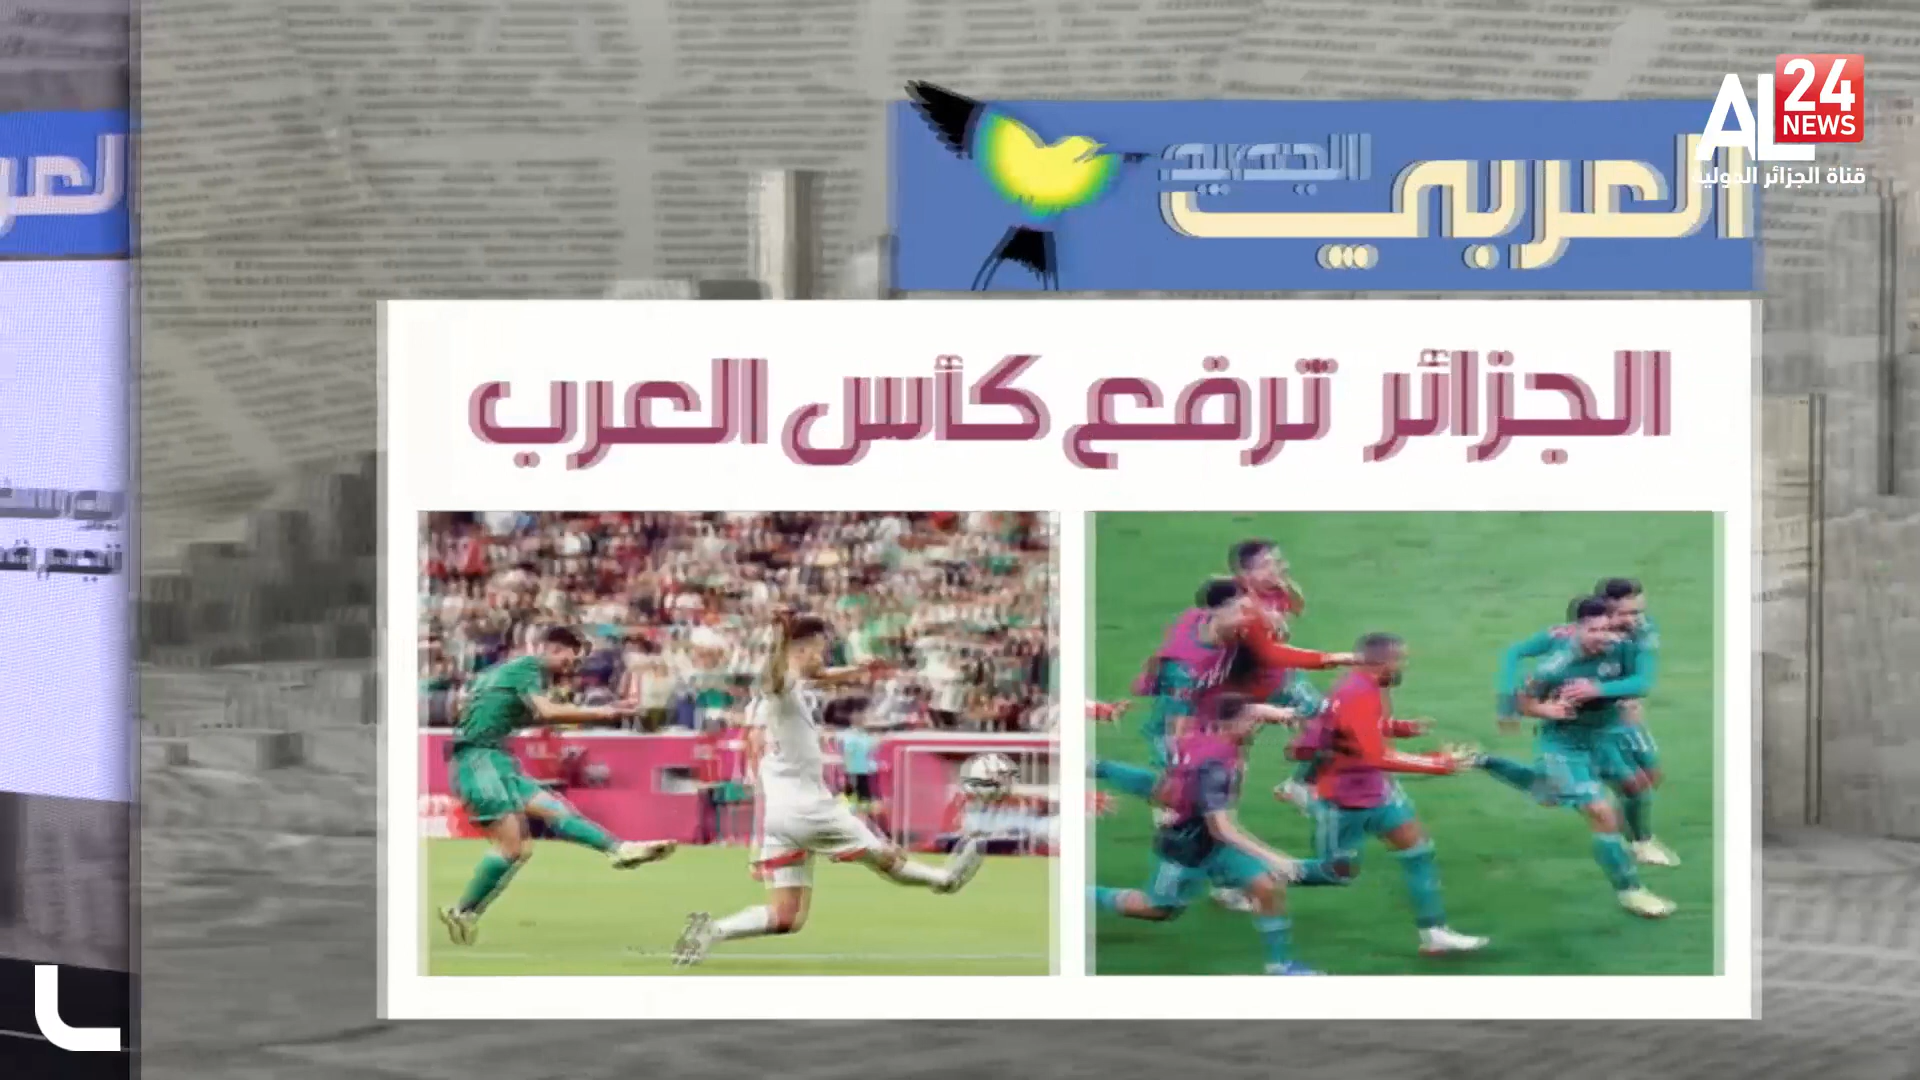 AL
24
NEWS
قناة الجزائر الدولية
العربي الجديد
الجزائر ترفع كأس العرب